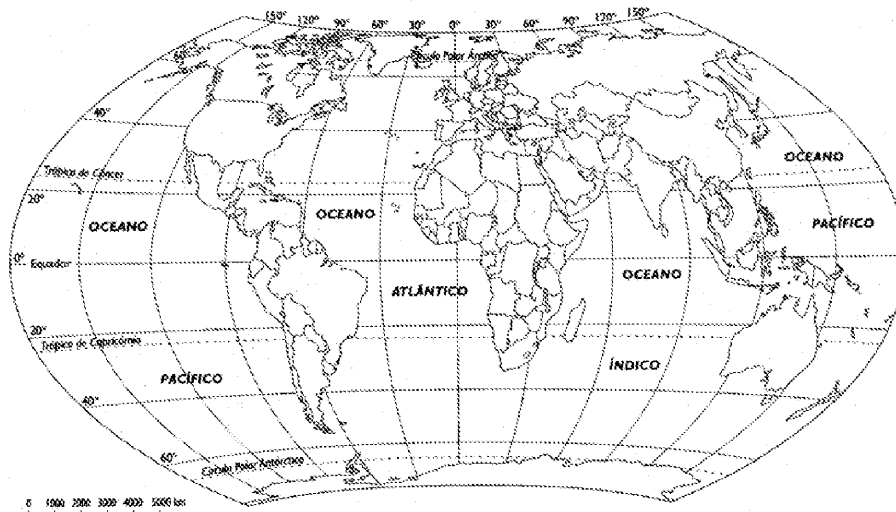 150° 120° 90° 60° 30° 0° 30° 60° 90° 120° 150°
Círculo Polar Ártico
60°
40°
OCEANO
Trópico de Câncer
20°
OCEANO
OCEANO
PACÍFICO
0°
Equador
OCEANO
ATLÂNTICO
20°
Trópico de Capricórnio
PACÍFICO
ÍNDICO
40°
60°
Círculo Polar Antártico
0 1000 2000 3000 4000 5000 km